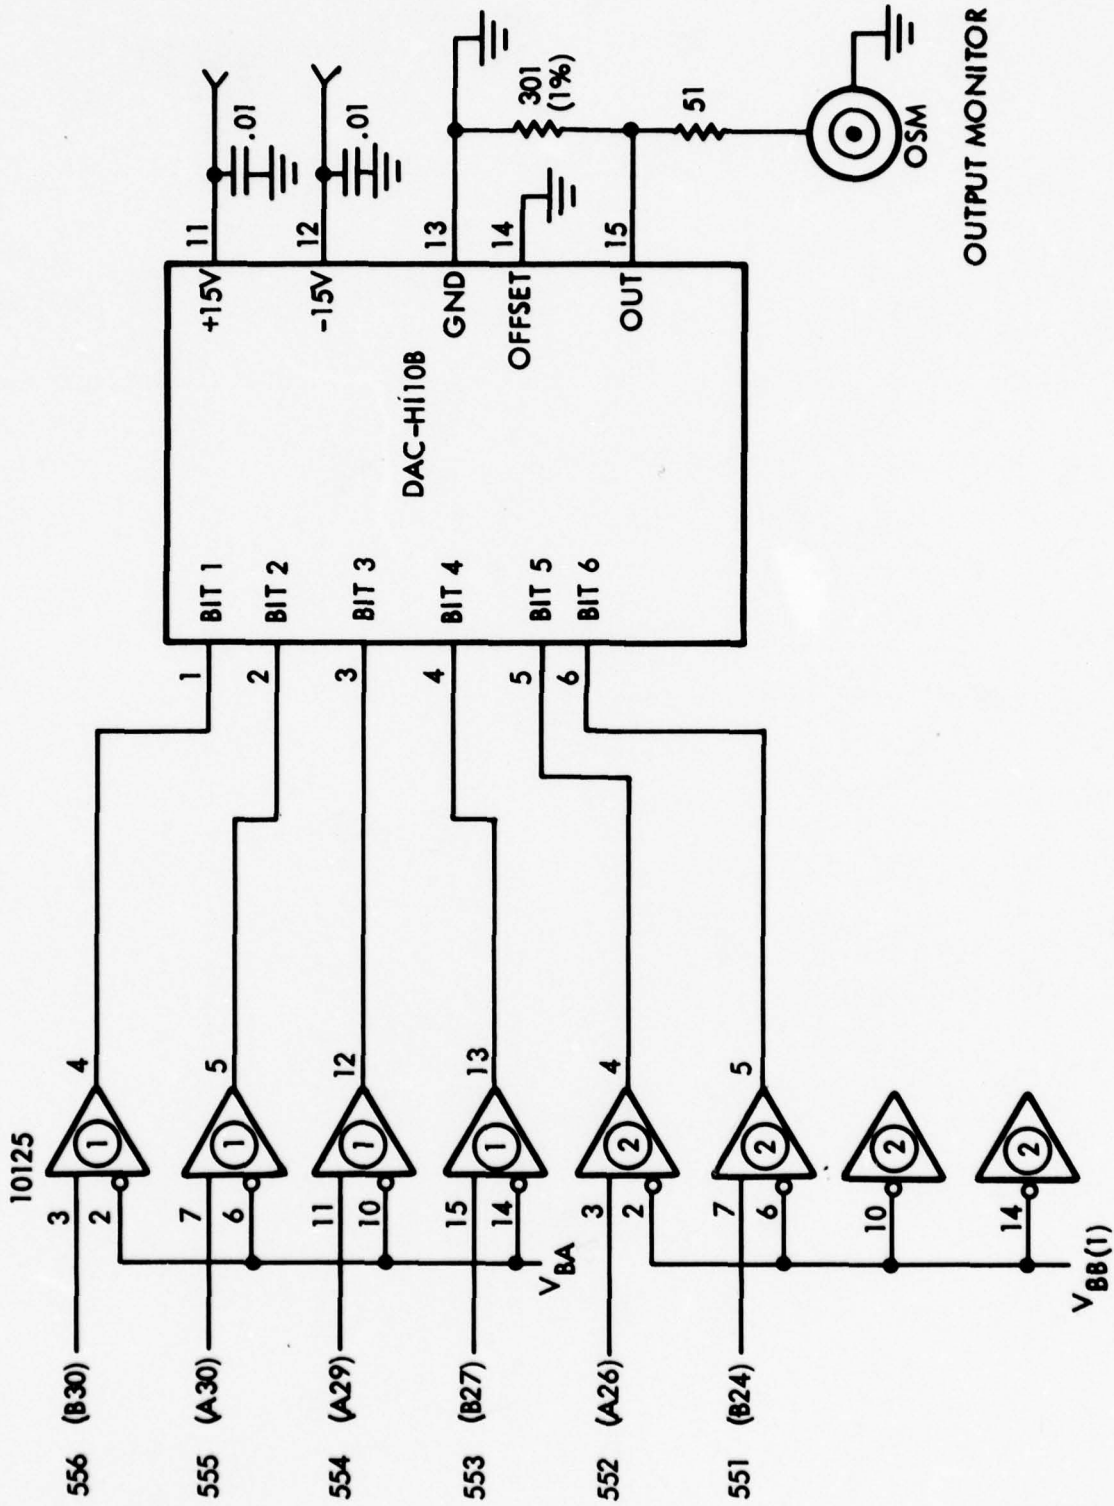 10125
556 (B30)
3
2
1
4
555 (A30)
7
6
1
5
554 (A29)
11
10
1
12
553 (B27)
15
14
1
13
VBA
552 (A26)
3
2
2
4
551 (B24)
7
6
2
5
10
2
14
2
VBB(1)
1
BIT 1
2
BIT 2
3
BIT 3
4
BIT 4
5
BIT 5
6
BIT 6
DAC-HI10B
+15V
11
.01
-15V
12
.01
GND
13
301
(1%)
OFFSET
14
OUT
15
51
OSM
OUTPUT MONITOR